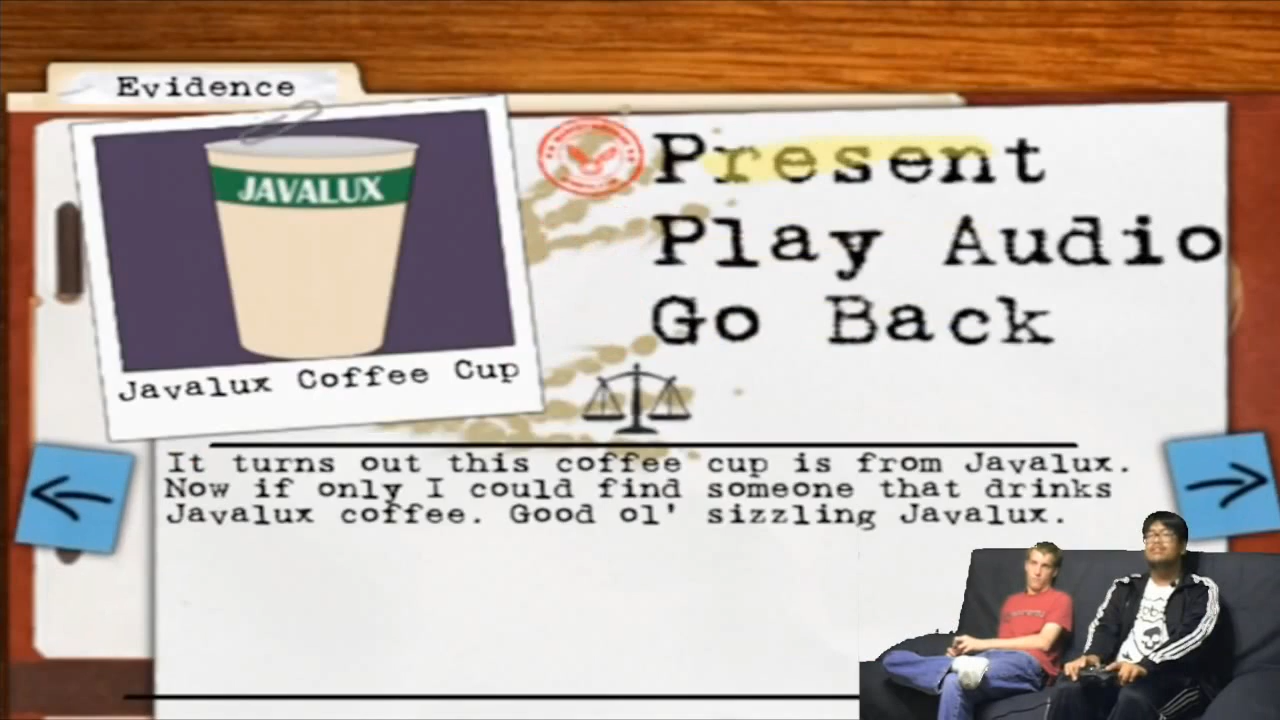 Evidence
JAVALUX
Javalux Coffee Cup
Present
Play Audio
Go Back
It turns out this coffee cup is from Javalux.
Now if only I could find someone that drinks
Javalux coffee. Good ol' sizzling Javalux.